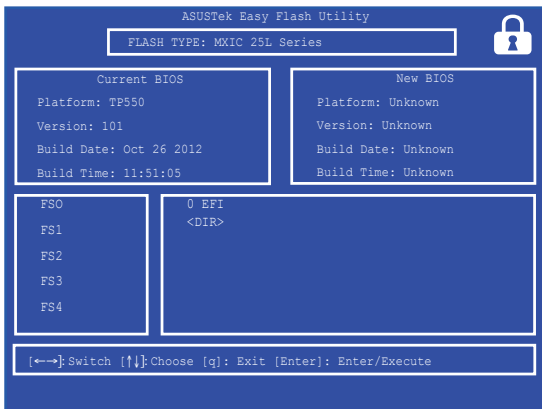 ASUSTek Easy Flash Utility
FLASH TYPE: MXIC 25L Series
Current BIOS
Platform: TP550
Version: 101
Build Date: Oct 26 2012
Build Time: 11:51:05
New BIOS
Platform: Unknown
Version: Unknown
Build Date: Unknown
Build Time: Unknown
FSO
FS1
FS2
FS3
FS4
0 EFI
<DIR>
[←→]: Switch [↑↓]: Choose [q]: Exit [Enter]: Enter/Execute